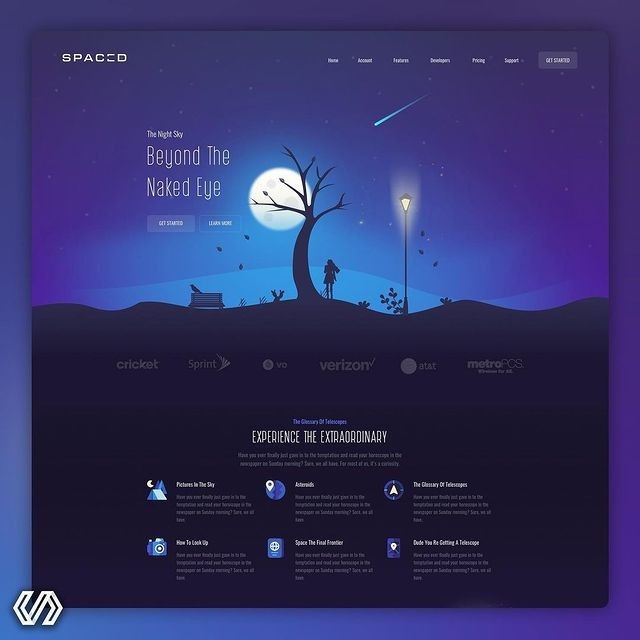 SPACED
Home
Account
Features
Developers
Pricing
Support
GET STARTED
The Night Sky
Beyond The
Naked Eye
GET STARTED
LEARN MORE
cricket
Sprint
vo
verizon
at&t
metroPCS.
Wireless For All.
The Glossary Of Telescopes
EXPERIENCE THE EXTRAORDINARY
Have you ever finally just gave in to the temptation and read your horoscope in the
newspaper on Sunday morning? Sure, we all have. For most of us, it's a curiosity.
Pictures In The Sky
Have you ever finally just gave in to the
temptation and read your horoscope in the
newspaper on Sunday morning? Sure, we all
have.
Asteroids
Have you ever finally just gave in to the
temptation and read your horoscope in the
newspaper on Sunday morning? Sure, we all
have.
The Glossary Of Telescopes
Have you ever finally just gave in to the
temptation and read your horoscope in the
newspaper on Sunday morning? Sure, we all
have.
How To Look Up
Have you ever finally just gave in to the
temptation and read your horoscope in the
newspaper on Sunday morning? Sure, we all
have.
Space The Final Frontier
Have you ever finally just gave in to the
temptation and read your horoscope in the
newspaper on Sunday morning? Sure, we all
have.
Dude You Re Getting A Telescope
Have you ever finally just gave in to the
temptation and read your horoscope in the
newspaper on Sunday morning? Sure, we all
have.